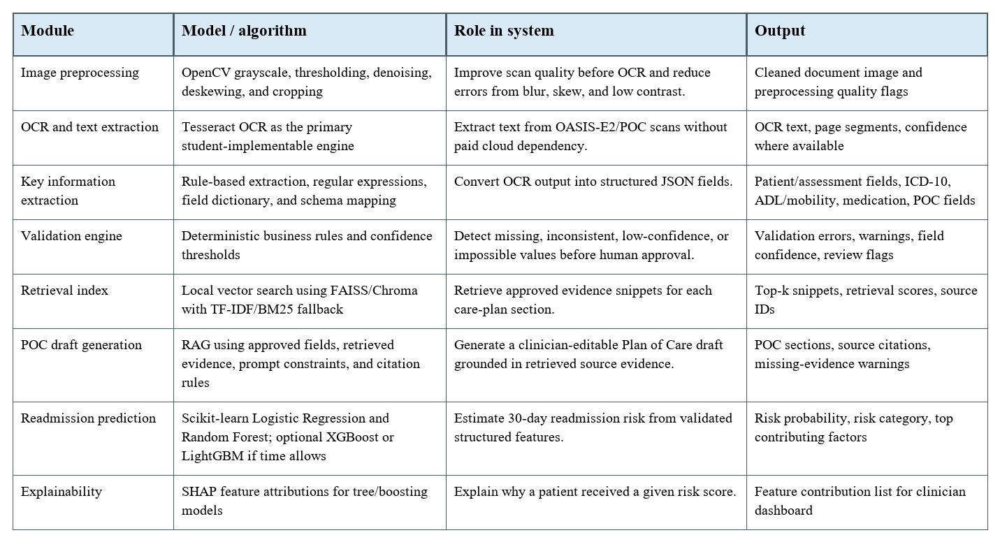 Module
Model / algorithm
Role in system
Output
Image preprocessing
OpenCV grayscale, thresholding, denoising,
deskewing, and cropping
Improve scan quality before OCR and reduce
errors from blur, skew, and low contrast.
Cleaned document image and
preprocessing quality flags
OCR and text extraction
Tesseract OCR as the primary
student-implementable engine
Extract text from OASIS-E2/POC scans without
paid cloud dependency.
OCR text, page segments, confidence
where available
Key information
extraction
Rule-based extraction, regular expressions,
field dictionary, and schema mapping
Convert OCR output into structured JSON fields.
Patient/assessment fields, ICD-10,
ADL/mobility, medication, POC fields
Validation engine
Deterministic business rules and confidence
thresholds
Detect missing, inconsistent, low-confidence, or
impossible values before human approval.
Validation errors, warnings, field
confidence, review flags
Retrieval index
Local vector search using FAISS/Chroma
with TF-IDF/BM25 fallback
Retrieve approved evidence snippets for each
care-plan section.
Top-k snippets, retrieval scores, source
IDs
POC draft generation
RAG using approved fields, retrieved
evidence, prompt constraints, and citation
rules
Generate a clinician-editable Plan of Care draft
grounded in retrieved source evidence.
POC sections, source citations,
missing-evidence warnings
Readmission prediction
Scikit-learn Logistic Regression and
Random Forest; optional XGBoost or
LightGBM if time allows
Estimate 30-day readmission risk from validated
structured features.
Risk probability, risk category, top
contributing factors
Explainability
SHAP feature attributions for tree/boosting
models
Explain why a patient received a given risk score.
Feature contribution list for clinician
dashboard